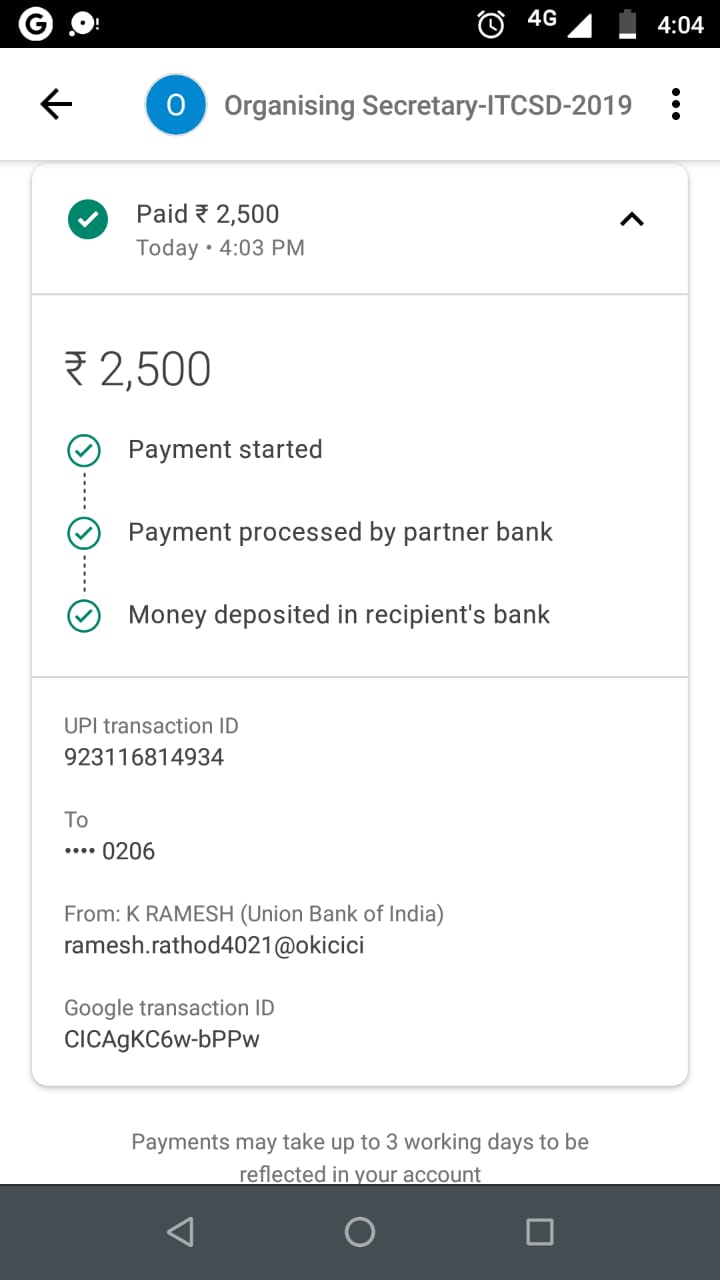 4G 4:04
O Organising Secretary-ITCSD-2019
Paid ₹ 2,500
Today • 4:03 PM
₹ 2,500
Payment started
Payment processed by partner bank
Money deposited in recipient's bank
UPI transaction ID
923116814934
To
•••• 0206
From: K RAMESH (Union Bank of India)
ramesh.rathod4021@okicici
Google transaction ID
CICAgKC6w-bPPw
Payments may take up to 3 working days to be
reflected in your account